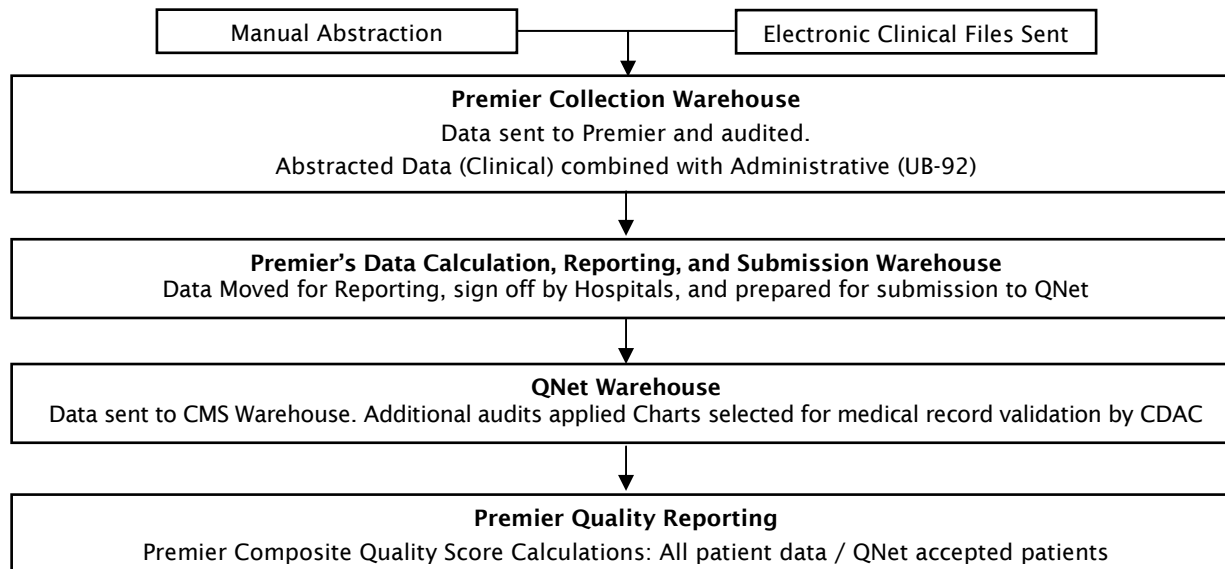 Manual Abstraction
Electronic Clinical Files Sent
Premier Collection Warehouse
Data sent to Premier and audited.
Abstracted Data (Clinical) combined with Administrative (UB-92)
Premier’s Data Calculation, Reporting, and Submission Warehouse
Data Moved for Reporting, sign off by Hospitals, and prepared for submission to QNet
QNet Warehouse
Data sent to CMS Warehouse. Additional audits applied Charts selected for medical record validation by CDAC
Premier Quality Reporting
Premier Composite Quality Score Calculations: All patient data / QNet accepted patients